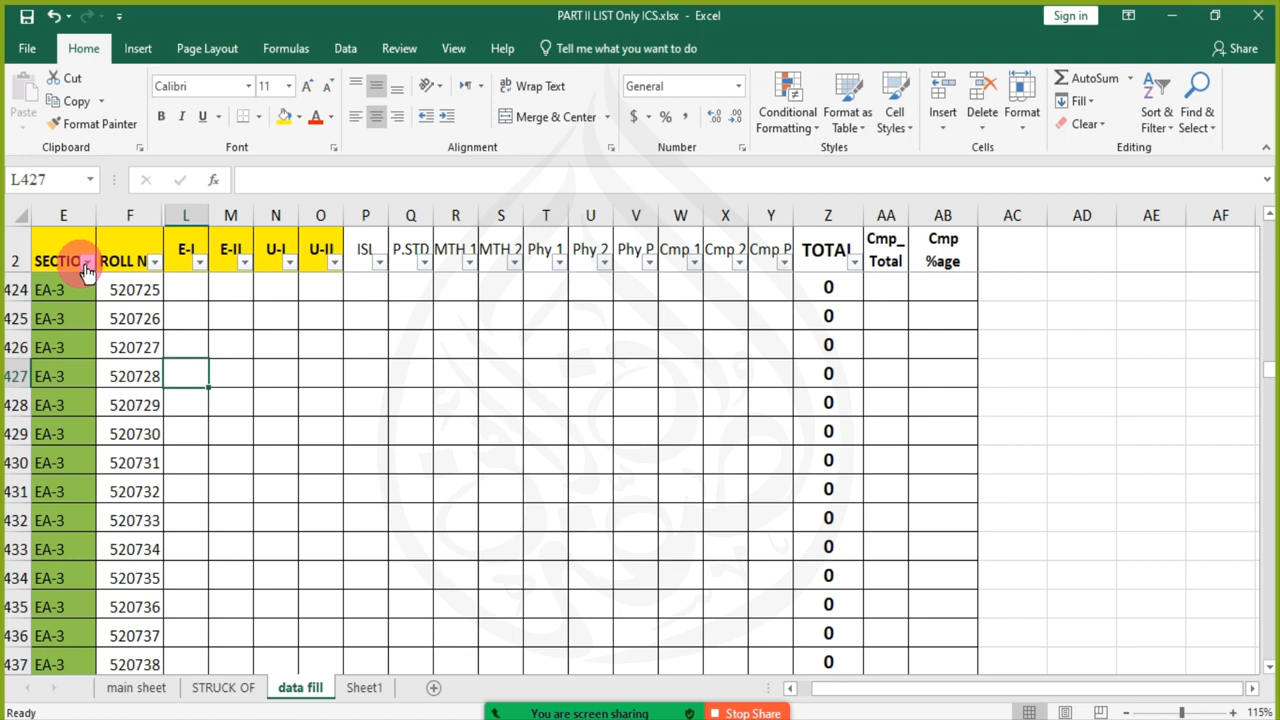 PART II LIST Only ICS.xlsx - Excel
Sign in
File Home Insert Page Layout Formulas Data Review View Help Tell me what you want to do Share
Paste
Cut
Copy
Format Painter
Clipboard
Calibri 11
B I U
Font
Wrap Text
Merge & Center
Alignment
General
$ % ,
Number
Conditional Formatting
Format as Table
Cell Styles
Styles
Insert
Delete
Format
Cells
AutoSum
Fill
Clear
Sort & Filter
Find & Select
Editing
L427 fx
E F L M N O P Q R S T U V W X Y Z AA AB AC AD AE AF
2 SECTIO ROLL N E-I E-II U-I U-II ISL P.STD MTH 1 MTH 2 Phy 1 Phy 2 Phy P Cmp 1 Cmp 2 Cmp P TOTAL Cmp_ Total Cmp %age
424 EA-3 520725 0
425 EA-3 520726 0
426 EA-3 520727 0
427 EA-3 520728 0
428 EA-3 520729 0
429 EA-3 520730 0
430 EA-3 520731 0
431 EA-3 520732 0
432 EA-3 520733 0
433 EA-3 520734 0
434 EA-3 520735 0
435 EA-3 520736 0
436 EA-3 520737 0
437 EA-3 520738 0
main sheet STRUCK OF data fill Sheet1
Ready
You are screen sharing Stop Share
115%